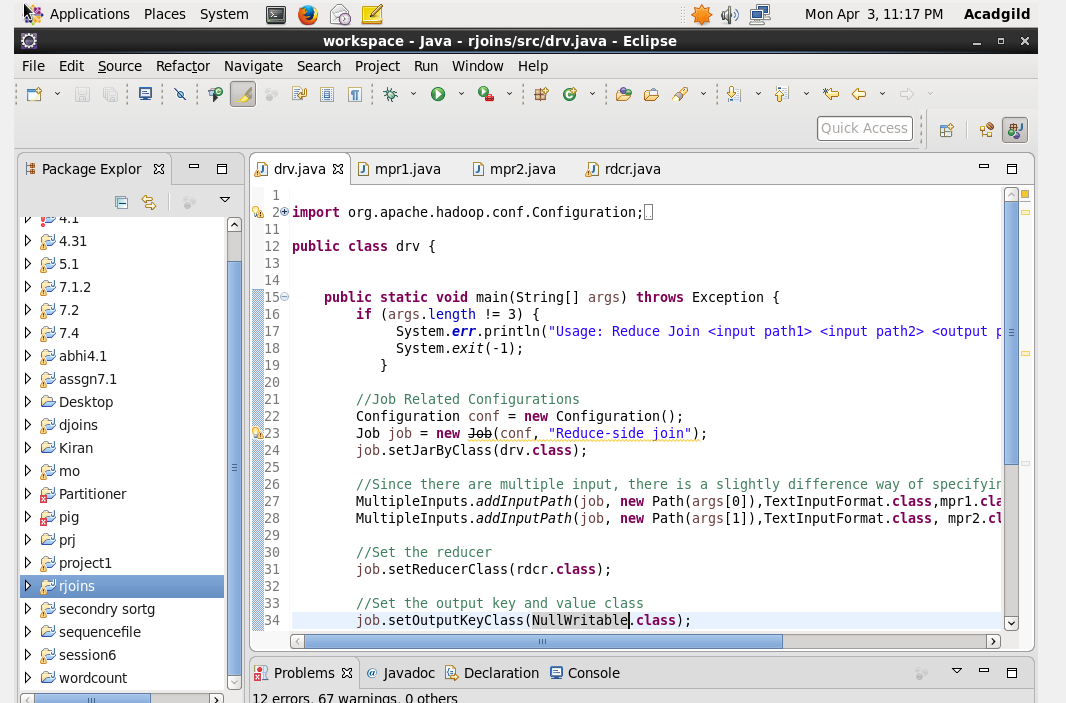 Applications Places System Mon Apr 3, 11:17 PM Acadgild
workspace - Java - rjoins/src/drv.java - Eclipse
File Edit Source Refactor Navigate Search Project Run Window Help
Quick Access
Package Explor
4.1
4.31
5.1
7.1.2
7.2
7.4
abhi4.1
assgn7.1
Desktop
djoins
Kiran
mo
Partitioner
pig
prj
project1
rjoins
secondry sortg
sequencefile
session6
wordcount
drv.java mpr1.java mpr2.java rdcr.java
1
2 import org.apache.hadoop.conf.Configuration;
11
12 public class drv {
13
14
15 public static void main(String[] args) throws Exception {
16 if (args.length != 3) {
17 System.err.println("Usage: Reduce Join <input path1> <input path2> <output p
18 System.exit(-1);
19 }
20
21 //Job Related Configurations
22 Configuration conf = new Configuration();
23 Job job = new Job(conf, "Reduce-side join");
24 job.setJarByClass(drv.class);
25
26 //Since there are multiple input, there is a slightly difference way of specifyin
27 MultipleInputs.addInputPath(job, new Path(args[0]),TextInputFormat.class,mpr1.cla
28 MultipleInputs.addInputPath(job, new Path(args[1]),TextInputFormat.class, mpr2.cl
29
30 //Set the reducer
31 job.setReducerClass(rdcr.class);
32
33 //Set the output key and value class
34 job.setOutputKeyClass(NullWritable.class);
Problems Javadoc Declaration Console
12 errors, 67 warnings, 0 others